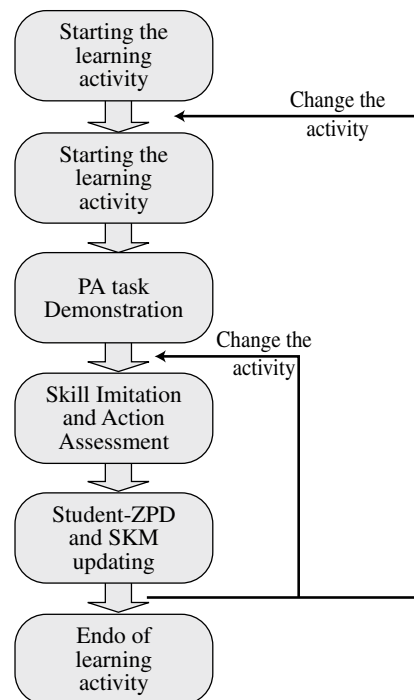 Starting the
learning
activity
Change the
activity
Starting the
learning
activity
PA task
Demonstration
Change the
activity
Skill Imitation
and Action
Assessment
Student-ZPD
and SKM
updating
Endo of
learning
activity